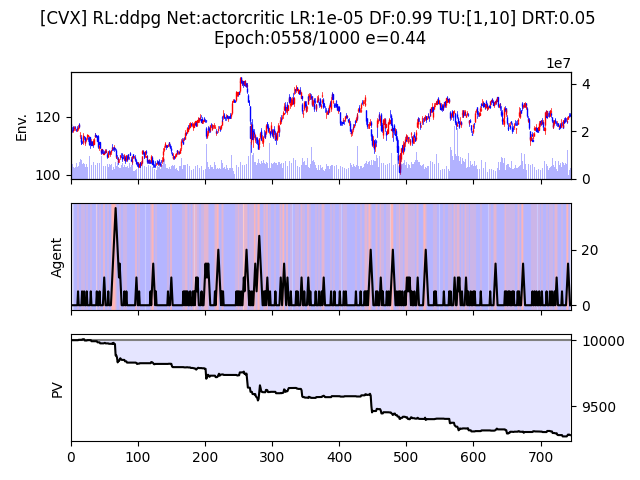 [CVX] RL:ddpg Net:actorcritic LR:1e-05 DF:0.99 TU:[1,10] DRT:0.05
Epoch:0558/1000 e=0.44
1e7
Env.
120
100
4
2
0
Agent
20
0
PV
10000
9500
0 100 200 300 400 500 600 700